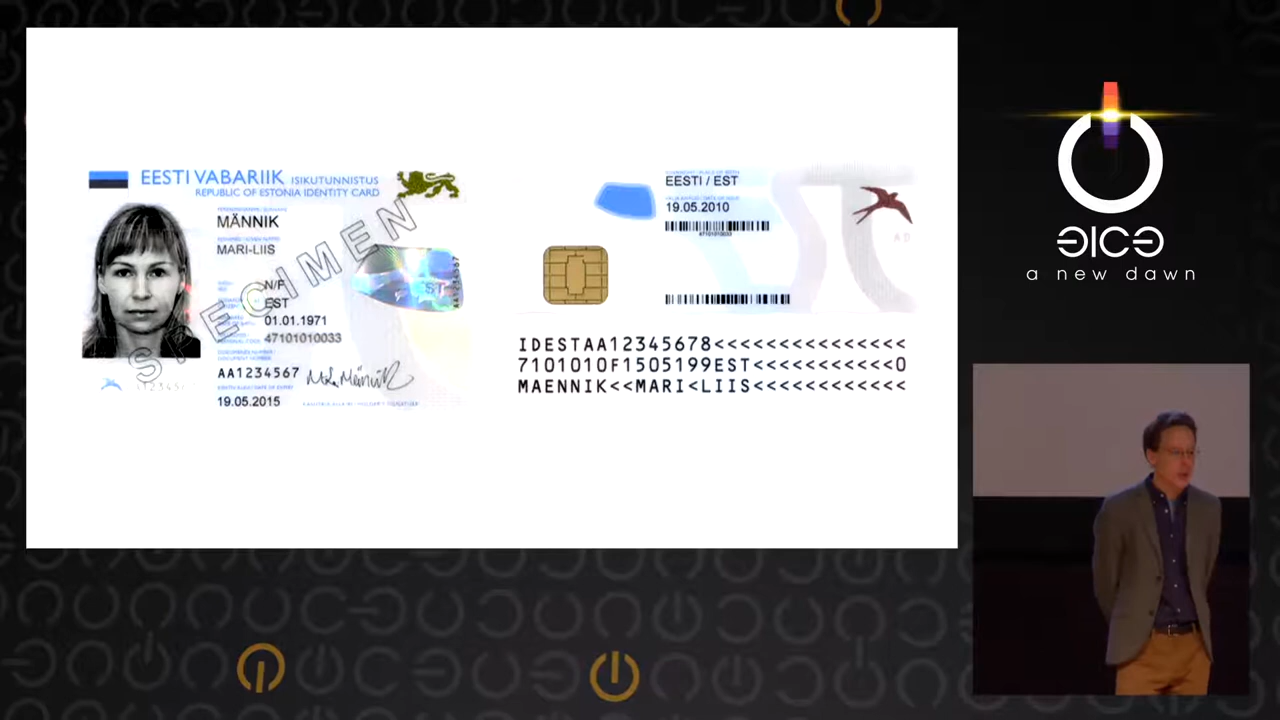 EESTI VABARIIK ISIKUTUNNISTUS
REPUBLIC OF ESTONIA IDENTITY CARD
MÄNNIK
MARI-LIIS
N/F
EST
01.01.1971
47101010033
AA1234567
19.05.2015
SPECIMEN
EESTI / EST
19.05.2010
47101010033
IDESTAA12345678<<<<<<<<<<<<<<<
7101010F1505199EST<<<<<<<<<<<0
MAENNIK<<MARI<LIIS<<<<<<<<<<<<
a new dawn